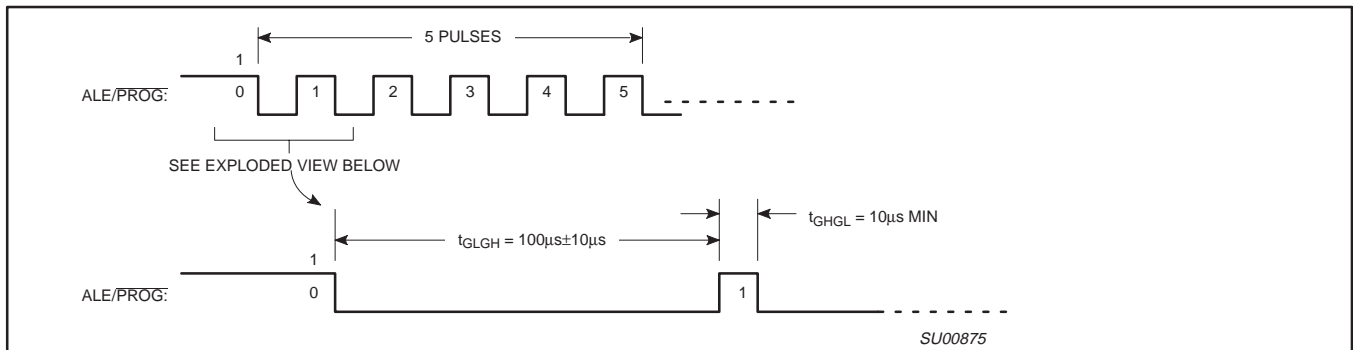 5 PULSES
1
ALE/PROG:
0 1 2 3 4 5
SEE EXPLODED VIEW BELOW
tGHGL = 10µs MIN
tGLGH = 100µs±10µs
1
ALE/PROG:
0 1
SU00875